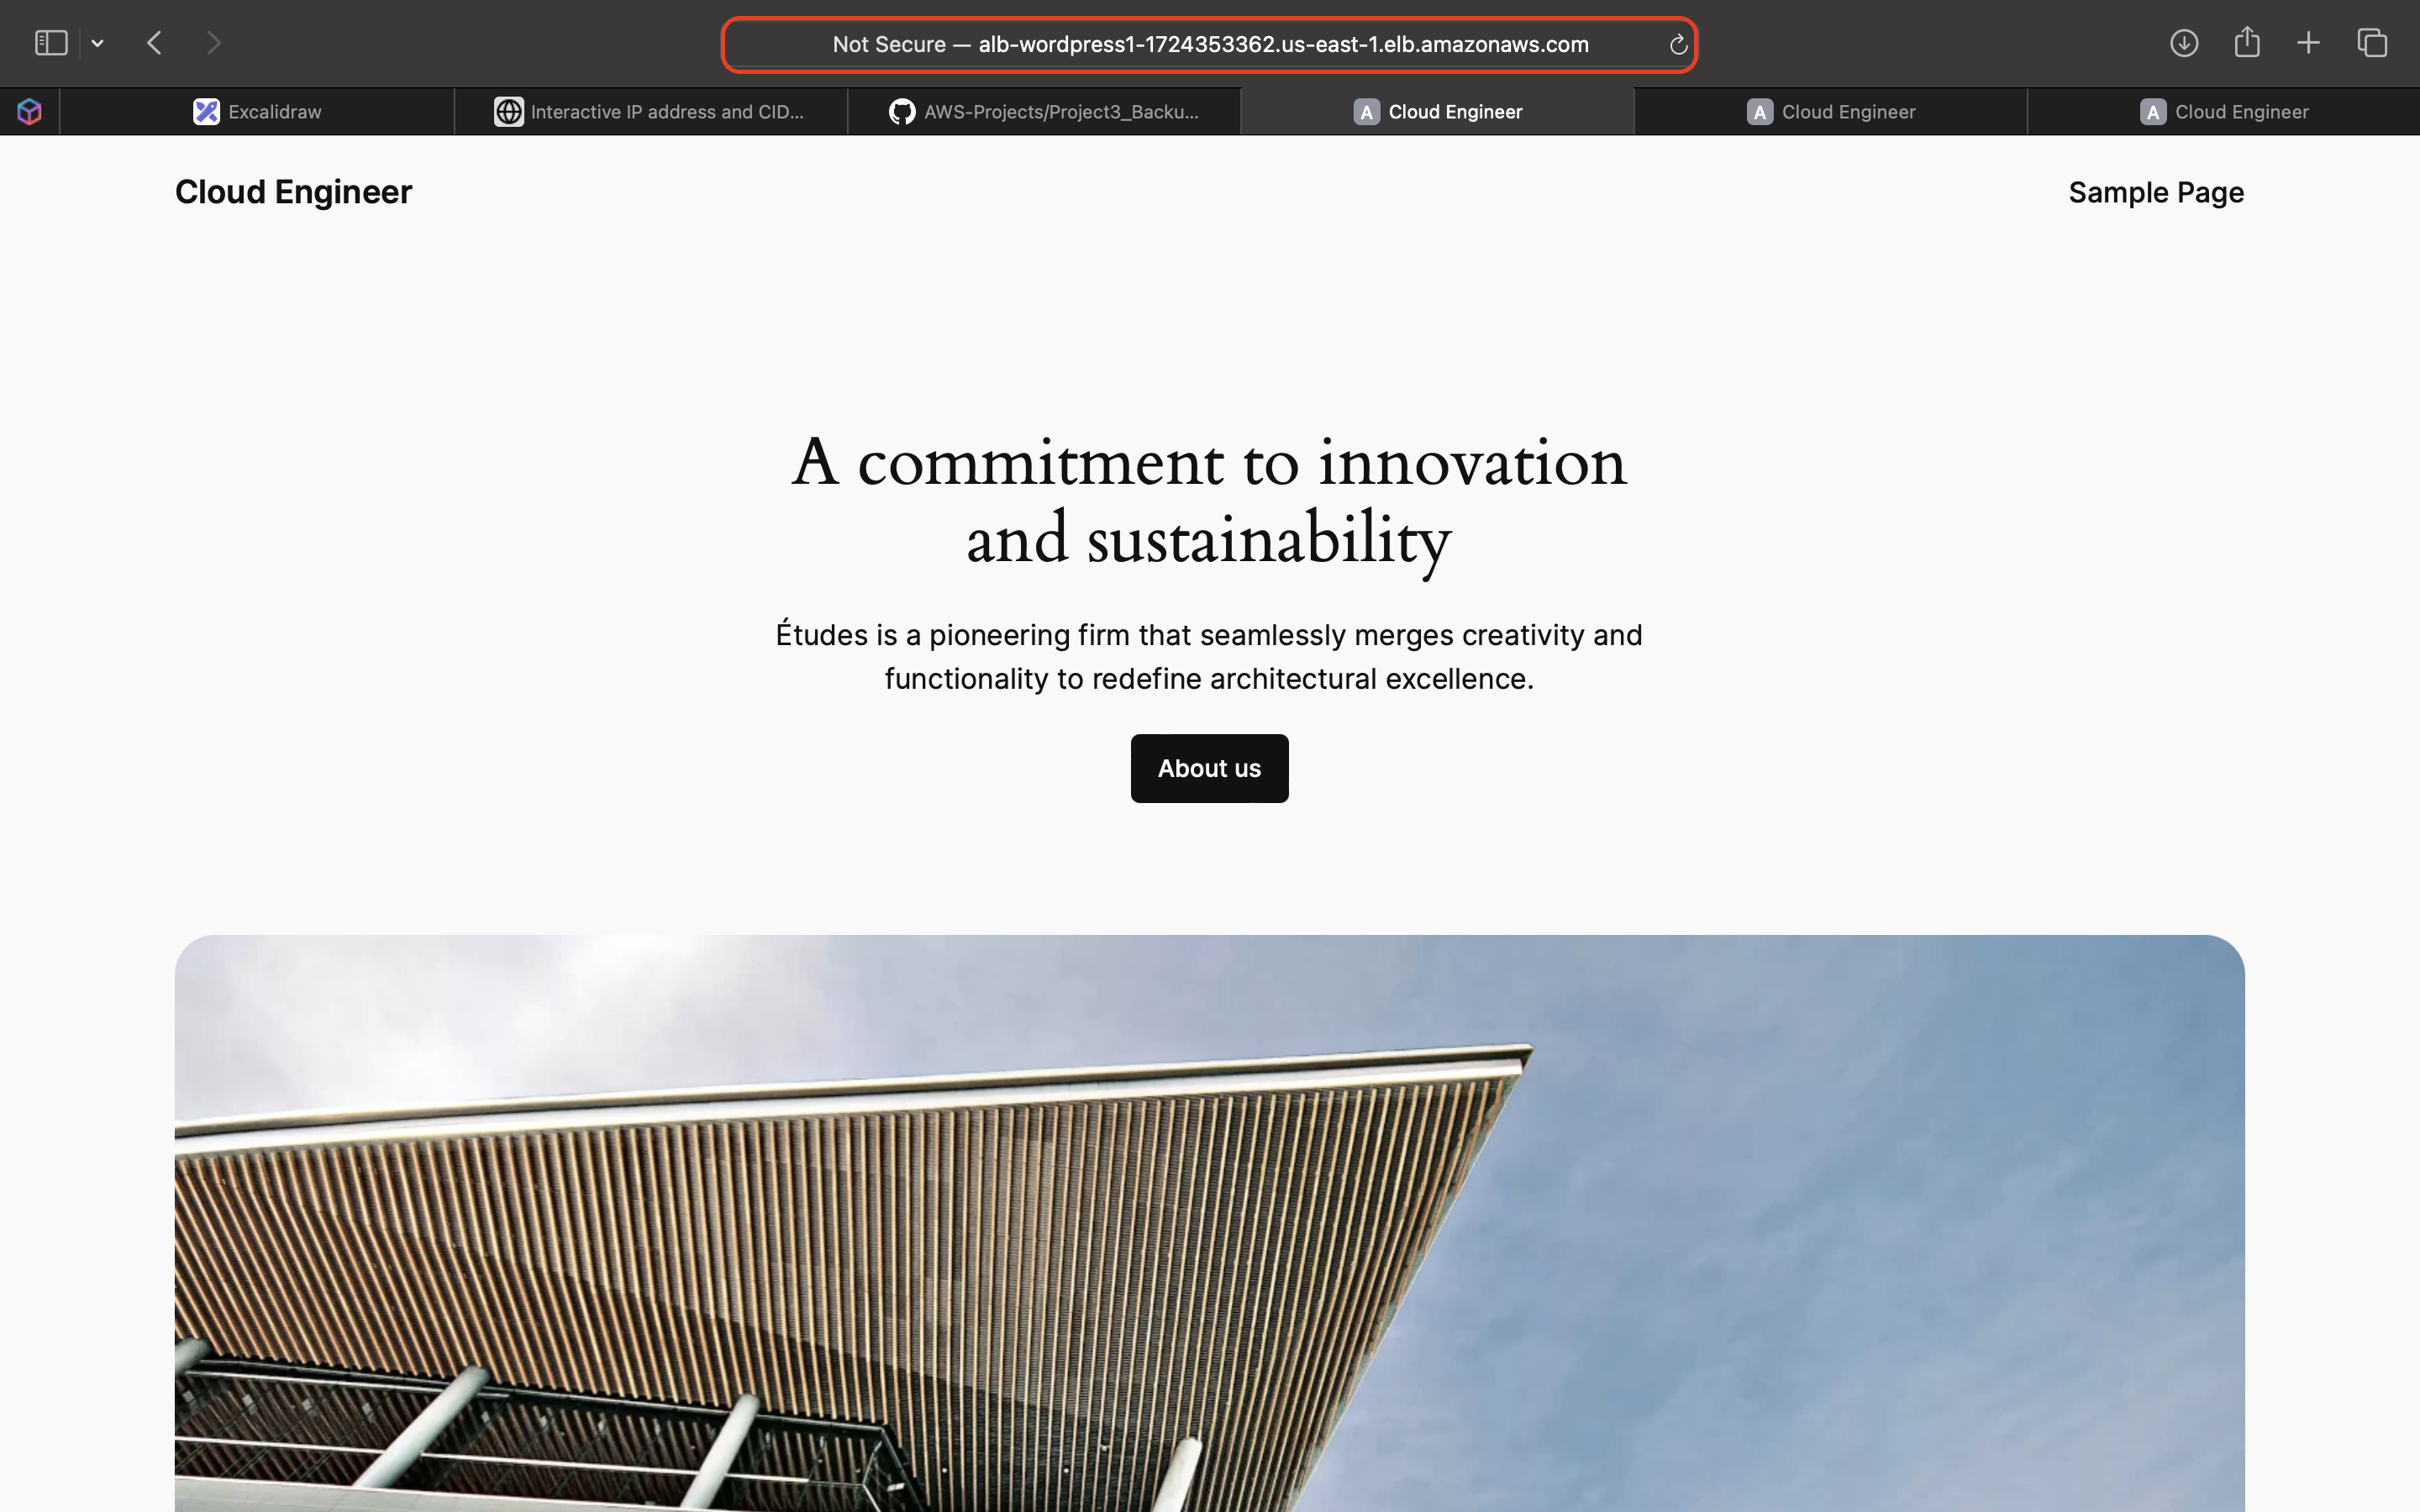 Not Secure — alb-wordpress1-1724353362.us-east-1.elb.amazonaws.com
Excalidraw
Interactive IP address and CID...
AWS-Projects/Project3_Backu...
A Cloud Engineer
A Cloud Engineer
A Cloud Engineer
Cloud Engineer
Sample Page
A commitment to innovation
and sustainability
Études is a pioneering firm that seamlessly merges creativity and
functionality to redefine architectural excellence.
About us